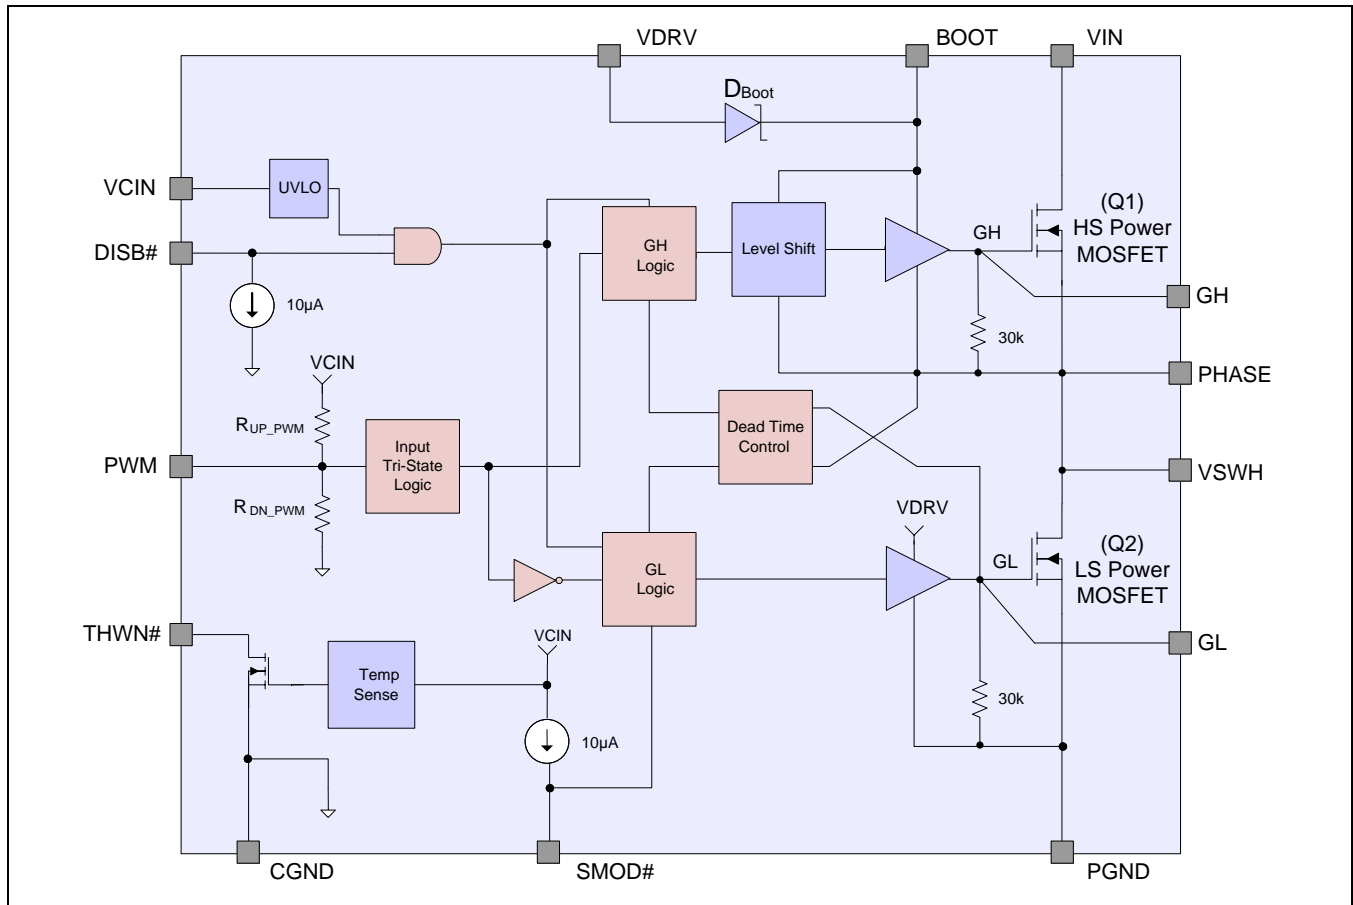 VDRV
BOOT
VIN
DBoot
VCIN
UVLO
DISB#
10µA
GH
Logic
Level Shift
GH
(Q1)
HS Power
MOSFET
GH
30k
VCIN
RUP_PWM
PWM
RDN_PWM
Input
Tri-State
Logic
Dead Time
Control
PHASE
VSWH
VDRV
GL
Logic
GL
(Q2)
LS Power
MOSFET
GL
THWN#
Temp
Sense
VCIN
10µA
30k
CGND
SMOD#
PGND